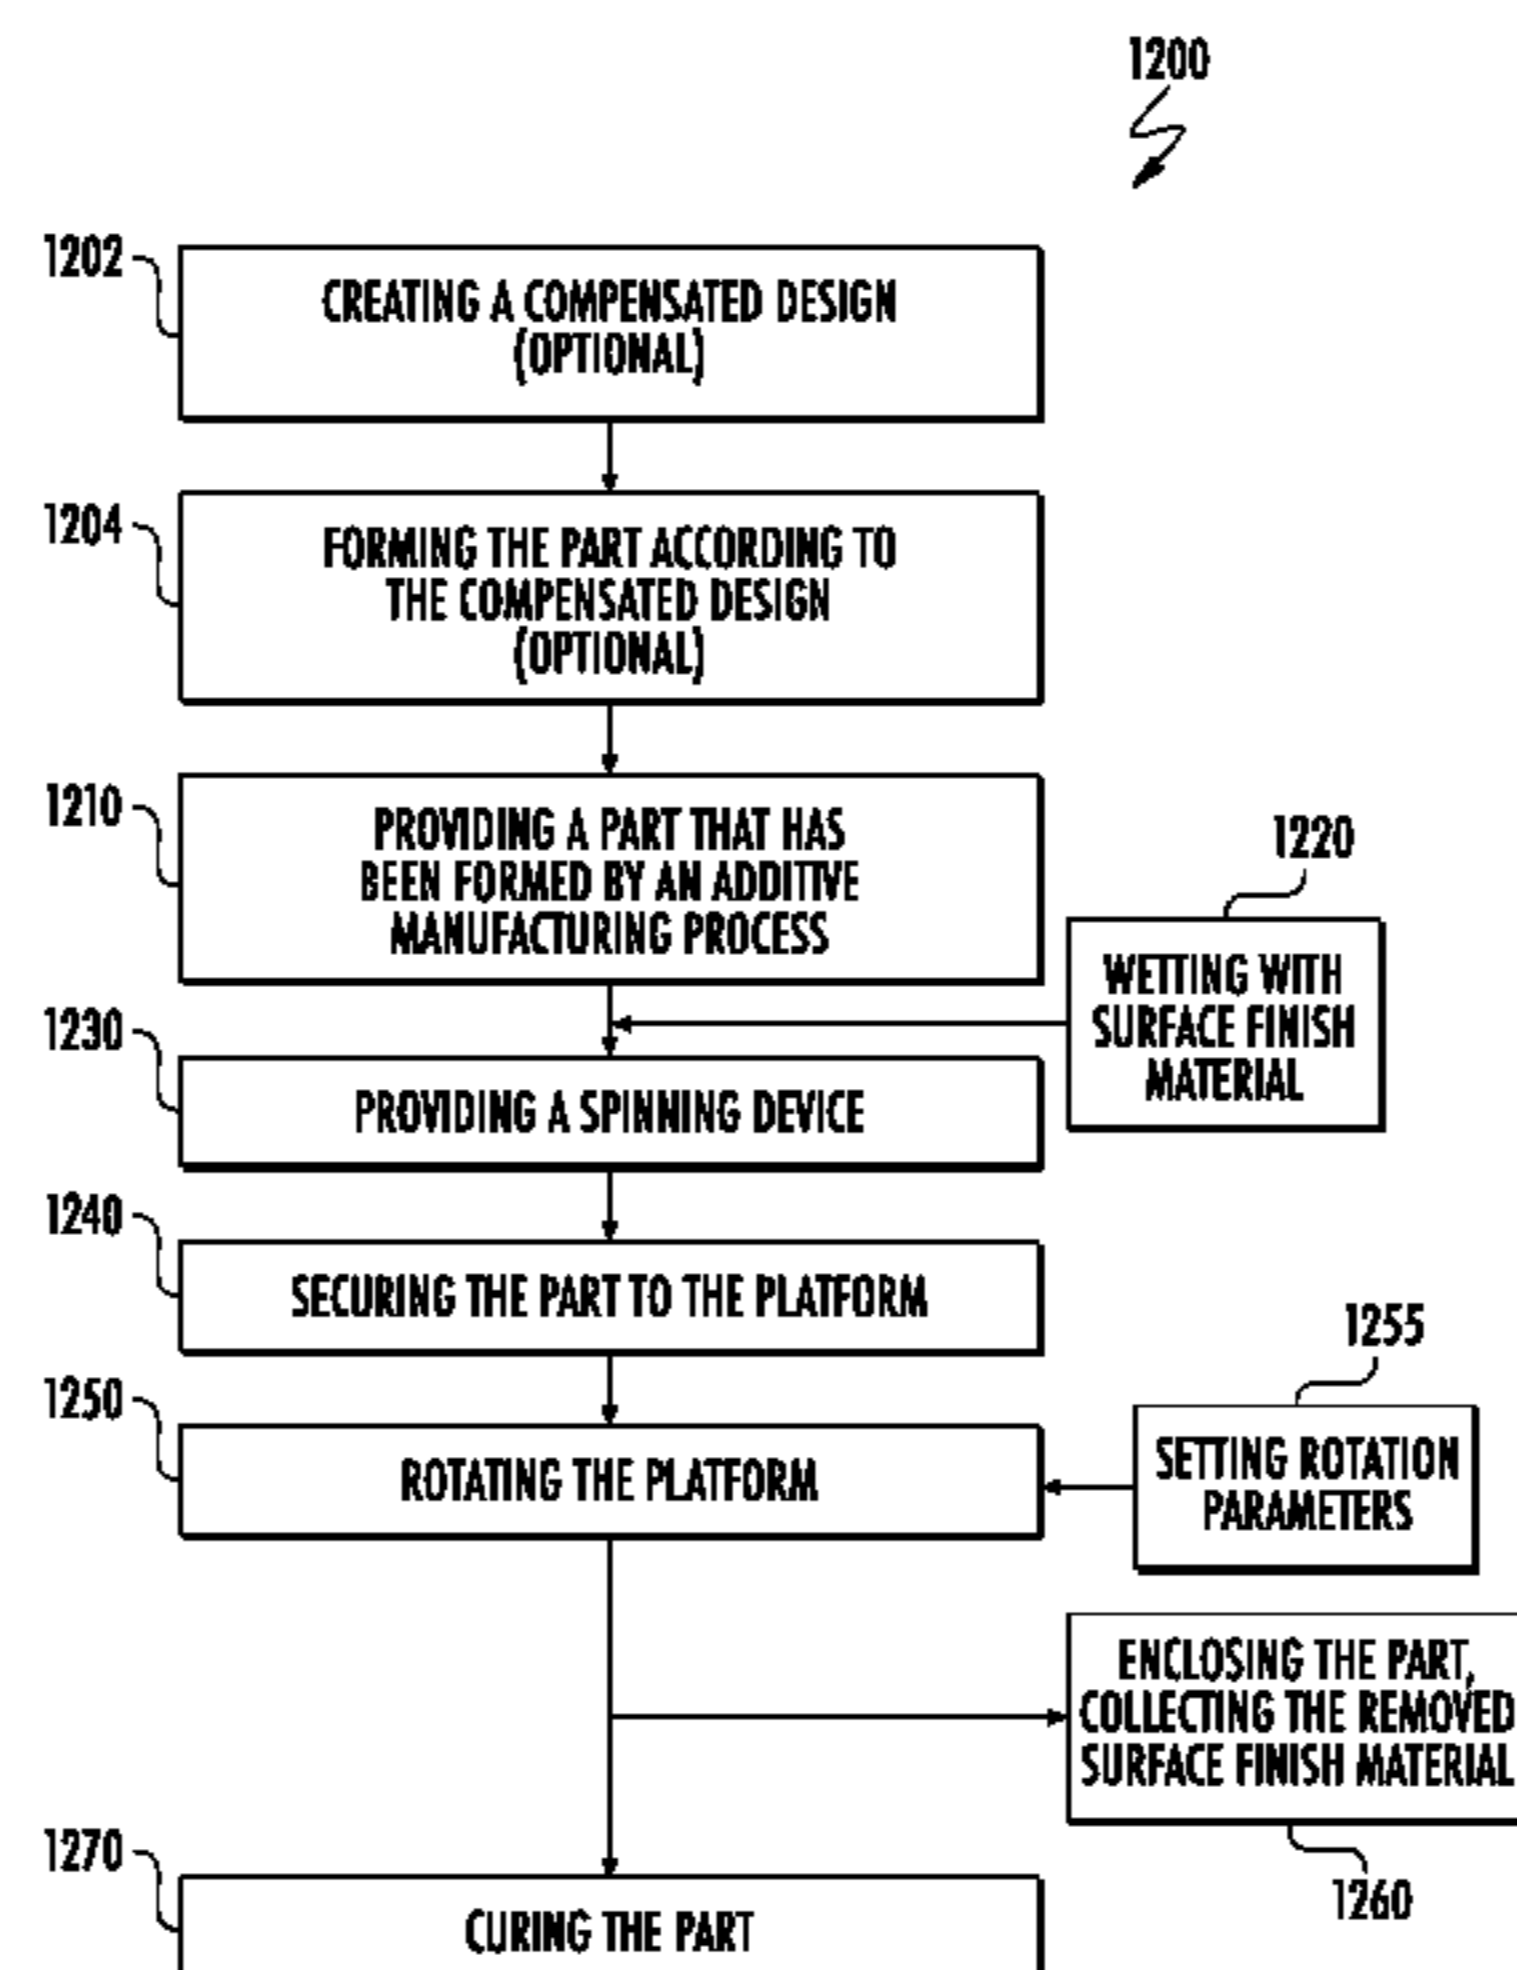 1200
1202
CREATING A COMPENSATED DESIGN
(OPTIONAL)
1204
FORMING THE PART ACCORDING TO
THE COMPENSATED DESIGN
(OPTIONAL)
1210
PROVIDING A PART THAT HAS
BEEN FORMED BY AN ADDITIVE
MANUFACTURING PROCESS
1220
WETTING WITH
SURFACE FINISH
MATERIAL
1230
PROVIDING A SPINNING DEVICE
1240
SECURING THE PART TO THE PLATFORM
1250
ROTATING THE PLATFORM
1255
SETTING ROTATION
PARAMETERS
ENCLOSING THE PART,
COLLECTING THE REMOVED
SURFACE FINISH MATERIAL
1260
1270
CURING THE PART